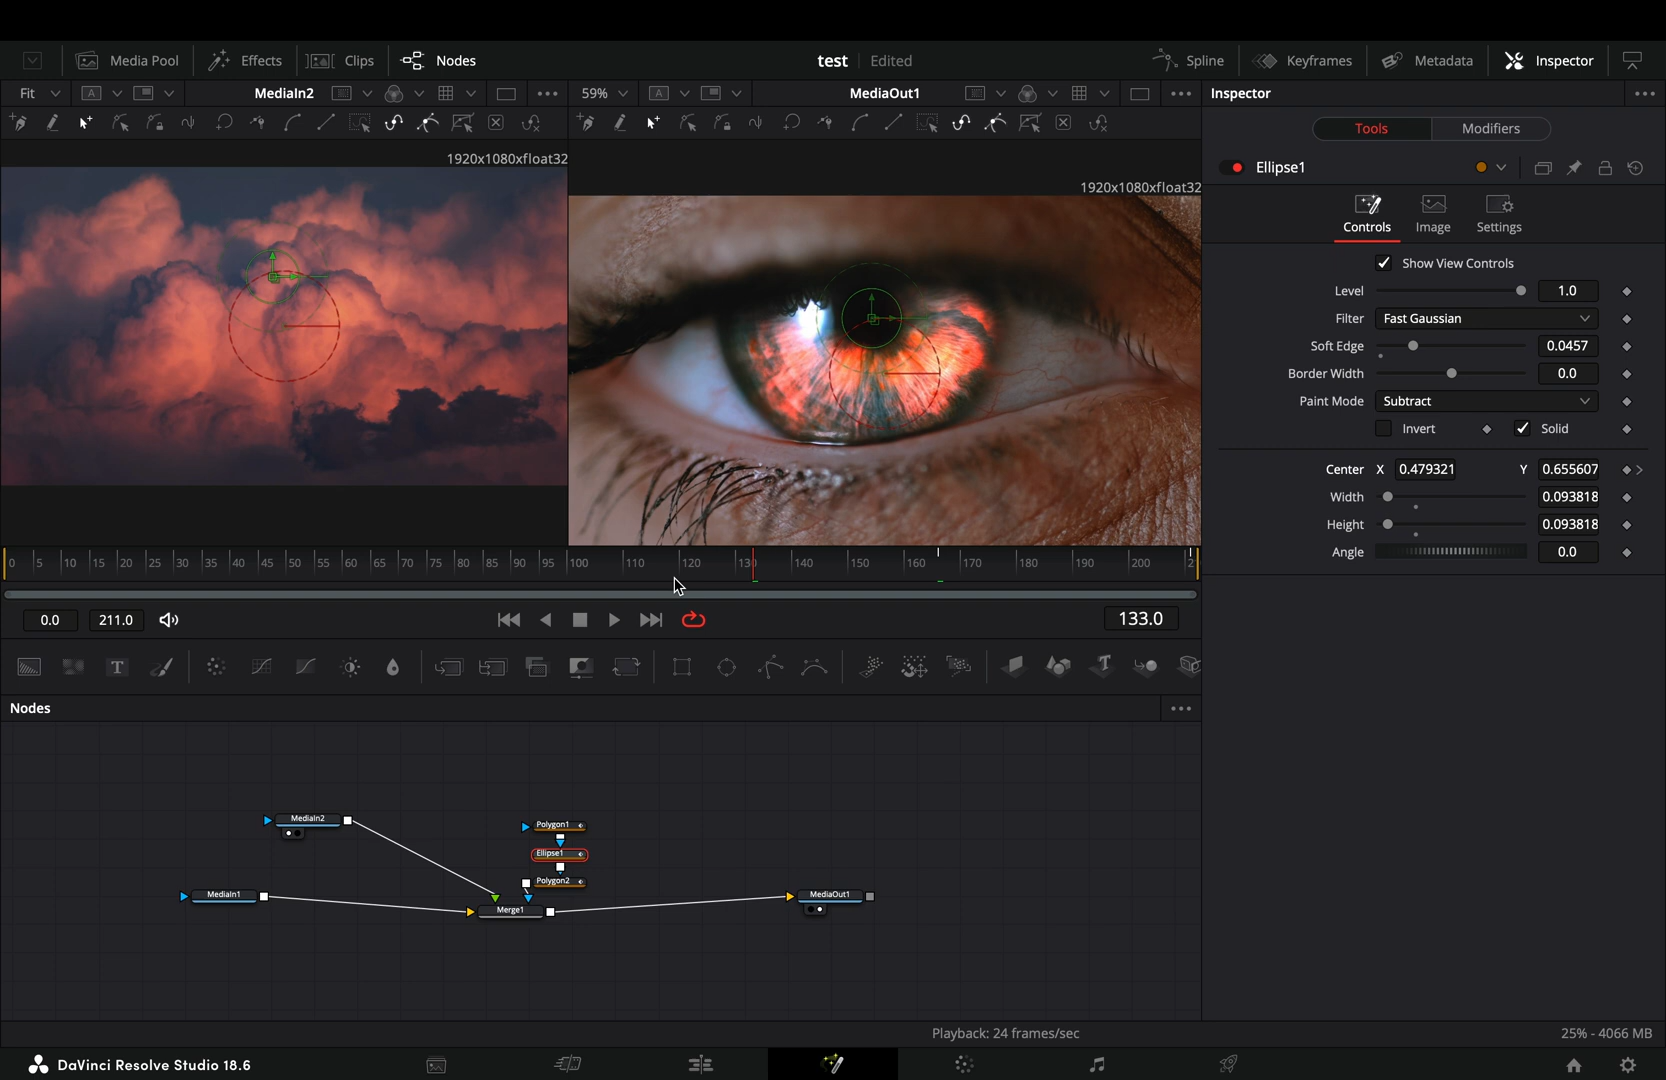 Media Pool Effects Clips Nodes test Edited Spline Keyframes Metadata Inspector
Fit A MediaIn2 59% A MediaOut1 Inspector
Tools Modifiers
1920x1080xfloat32
1920x1080xfloat32
Ellipse1
Controls Image Settings
Show View Controls
Level 1.0
Filter Fast Gaussian
Soft Edge 0.0457
Border Width 0.0
Paint Mode Subtract
Invert Solid
Center X 0.479321 Y 0.655607
Width 0.093818
Height 0.093818
Angle 0.0
0 5 10 15 20 25 30 35 40 45 50 55 60 65 70 75 80 85 90 95 100 110 120 130 140 150 160 170 180 190 200 2
0.0 211.0 133.0
T T
Nodes
MediaIn2
Polygon1
Ellipse1
Polygon2
MediaIn1
Merge1
MediaOut1
Playback: 24 frames/sec 25% - 4066 MB
DaVinci Resolve Studio 18.6